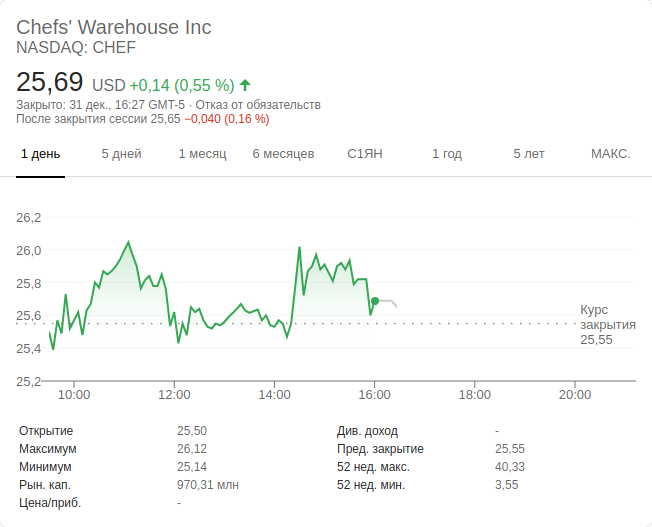 Chefs' Warehouse Inc
NASDAQ: CHEF
25,69 USD +0,14 (0,55 %)
Закрыто: 31 дек., 16:27 GMT-5 · Отказ от обязательств
После закрытия сессии 25,65 −0,040 (0,16 %)
1 день 5 дней 1 месяц 6 месяцев С1ЯН 1 год 5 лет МАКС.
26,2
26,0
25,8
25,6
25,4
25,2
Курс
закрытия
25,55
10:00 12:00 14:00 16:00 18:00 20:00
Открытие 25,50 Див. доход -
Максимум 26,12 Пред. закрытие 25,55
Минимум 25,14 52 нед. макс. 40,33
Рын. кап. 970,31 млн 52 нед. мин. 3,55
Цена/приб. -